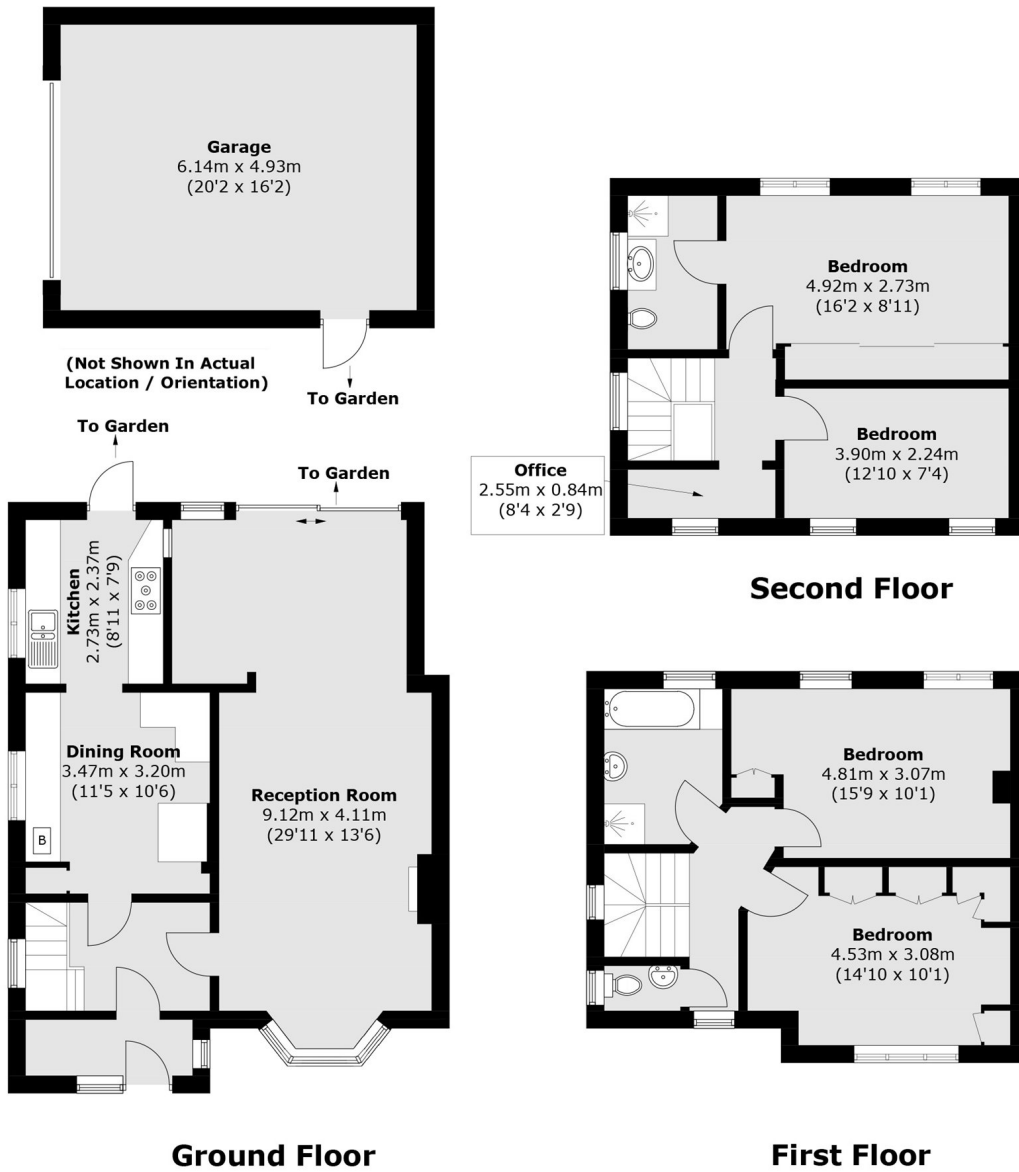 Garage
6.14m x 4.93m
(20'2 x 16'2)
(Not Shown In Actual
Location / Orientation)
To Garden
To Garden
To Garden
Kitchen
2.73m x 2.37m
(8'11 x 7'9)
Dining Room
3.47m x 3.20m
(11'5 x 10'6)
B
Reception Room
9.12m x 4.11m
(29'11 x 13'6)
Ground Floor
Bedroom
4.92m x 2.73m
(16'2 x 8'11)
Bedroom
3.90m x 2.24m
(12'10 x 7'4)
Office
2.55m x 0.84m
(8'4 x 2'9)
Second Floor
Bedroom
4.81m x 3.07m
(15'9 x 10'1)
Bedroom
4.53m x 3.08m
(14'10 x 10'1)
First Floor